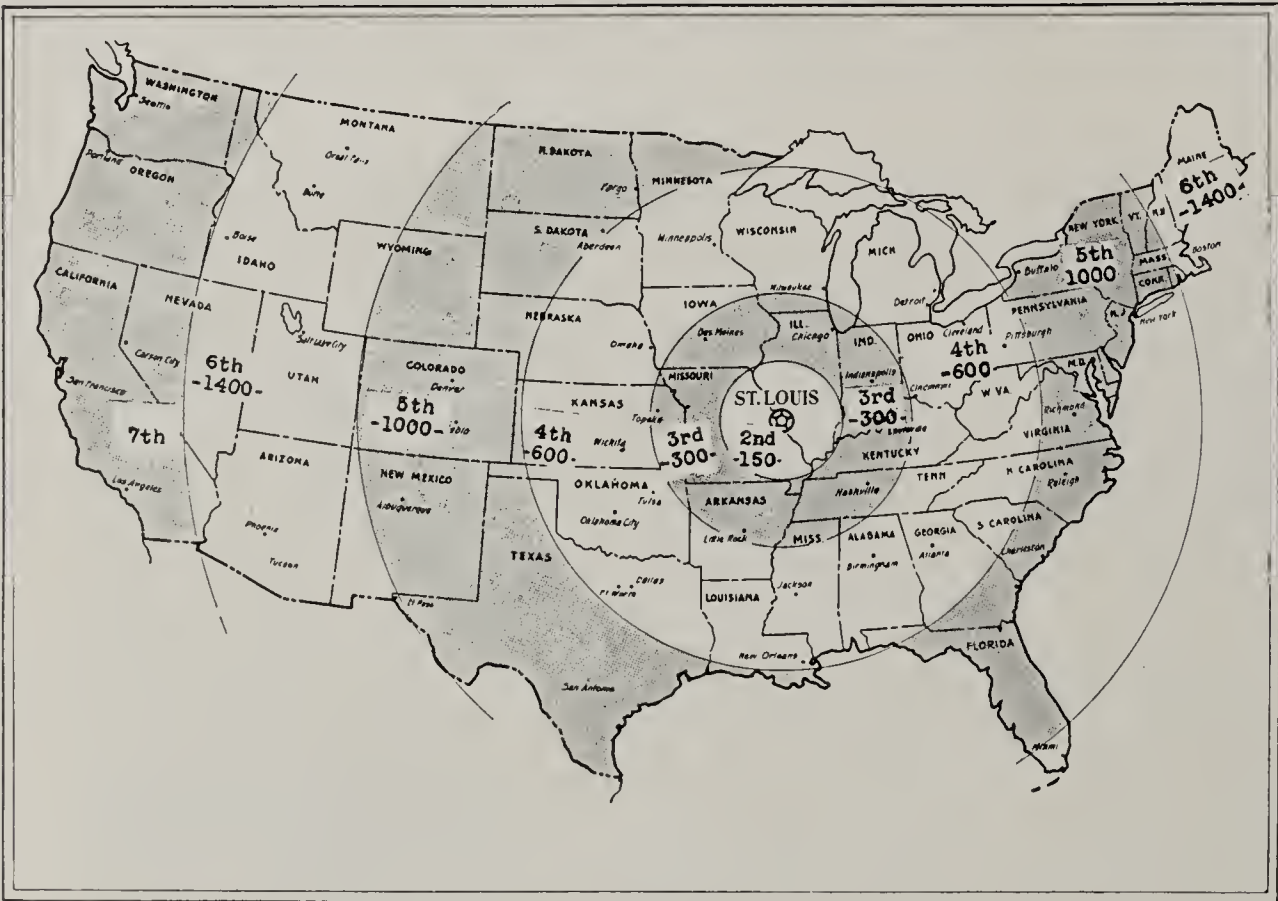 WASHINGTON
Seattle
MONTANA
Great Falls
Butte
N. DAKOTA
Fargo
MINNESOTA
Minneapolis
MAINE
6th
-1400-
Portland
OREGON
Boise
IDAHO
WYOMING
S. DAKOTA
Aberdeen
WISCONSIN
Milwaukee
MICH
Detroit
NEW YORK
VT.
N.H
Buffalo
5th
1000
MASS
Boston
CONN.
New York
CALIFORNIA
NEVADA
Carson City
San Francisco
6th
-1400-
Salt Lake City
UTAH
COLORADO
Denver
5th
-1000-
NEBRASKA
Omaha
IOWA
Des Moines
ILL.
Chicago
IND.
Indianapolis
OHIO
Cleveland
4th
-600
Cincinnati
PENNSYLVANIA
Pittsburgh
N.J
M.D.
W VA
Richmond
VIRGINIA
7th
Los Angeles
ARIZONA
Phoenix
Tucson
NEW MEXICO
Albuquerque
El Paso
KANSAS
Topeka
Wichita
4th
-600-
MISSOURI
3rd
-300-
ST. LOUIS
2nd
-150-
3rd
-300-
Louisville
KENTUCKY
OKLAHOMA
Tulsa
Oklahoma City
ARKANSAS
Little Rock
Nashville
TENN
N CAROLINA
Raleigh
S CAROLINA
Charleston
TEXAS
Dallas
Ft Worth
San Antonio
LOUISIANA
New Orleans
MISS.
Jackson
ALABAMA
Birmingham
GEORGIA
Atlanta
FLORIDA
Miami